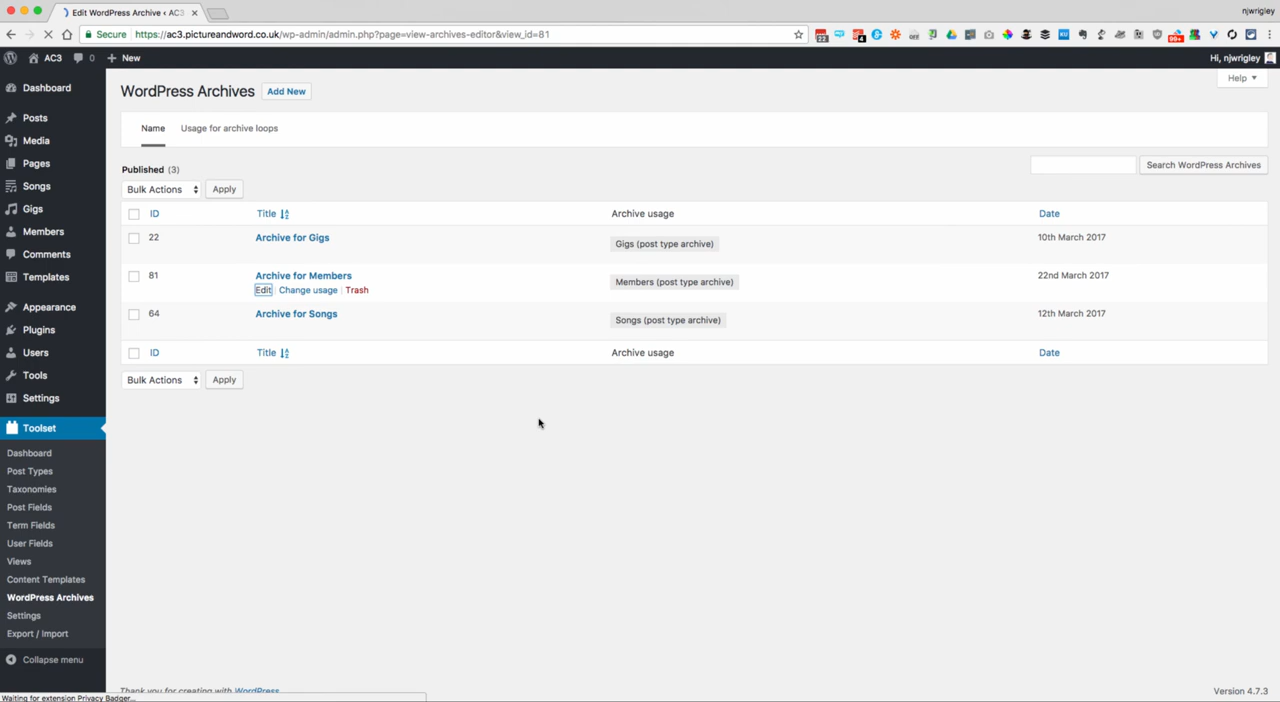 Edit WordPress Archive ‹ AC3
njwrigley
Secure
https://ac3.pictureandword.co.uk/wp-admin/admin.php?page=view-archives-editor&view_id=81
AC3
0
New
Hi, njwrigley
Help
Dashboard
Posts
Media
Pages
Songs
Gigs
Members
Comments
Templates
Appearance
Plugins
Users
Tools
Settings
Toolset
Dashboard
Post Types
Taxonomies
Post Fields
Term Fields
User Fields
Views
Content Templates
WordPress Archives
Settings
Export / Import
Collapse menu
WordPress Archives Add New
Name Usage for archive loops
Published (3)
Search WordPress Archives
Bulk Actions Apply
ID Title Archive usage Date
22 Archive for Gigs Gigs (post type archive) 10th March 2017
81 Archive for Members Members (post type archive) 22nd March 2017
Edit | Change usage | Trash
64 Archive for Songs Songs (post type archive) 12th March 2017
ID Title Archive usage Date
Bulk Actions Apply
Thank you for creating with WordPress
Version 4.7.3
Waiting for extension Privacy Badger...